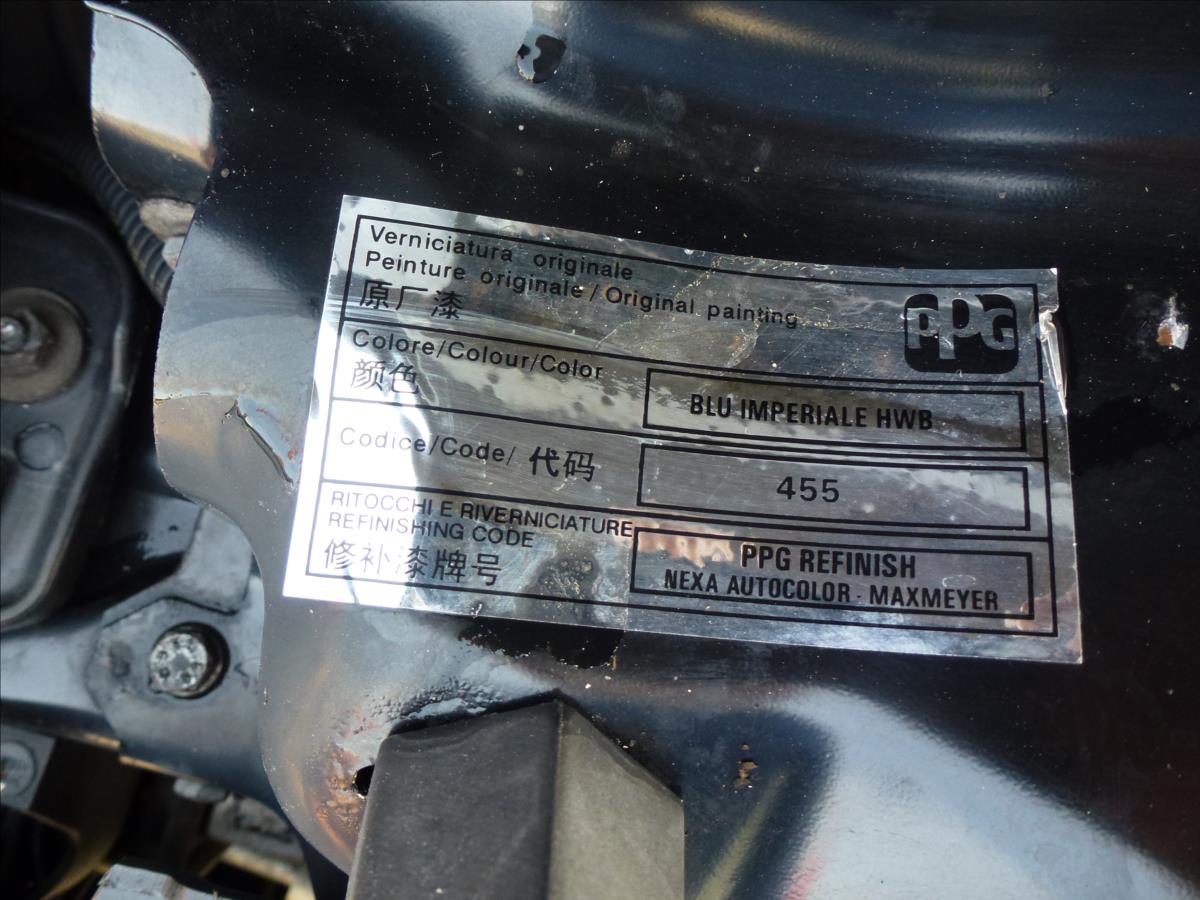 Verniciatura originale
Peinture originale / Original painting
原厂漆
PPG
Colore/Colour/Color
颜色
BLU IMPERIALE HWB
Codice/Code/ 代码
455
RITOCCHI E RIVERNICIATURE
REFINISHING CODE
修补漆牌号
PPG REFINISH
NEXA AUTOCOLOR - MAXMEYER